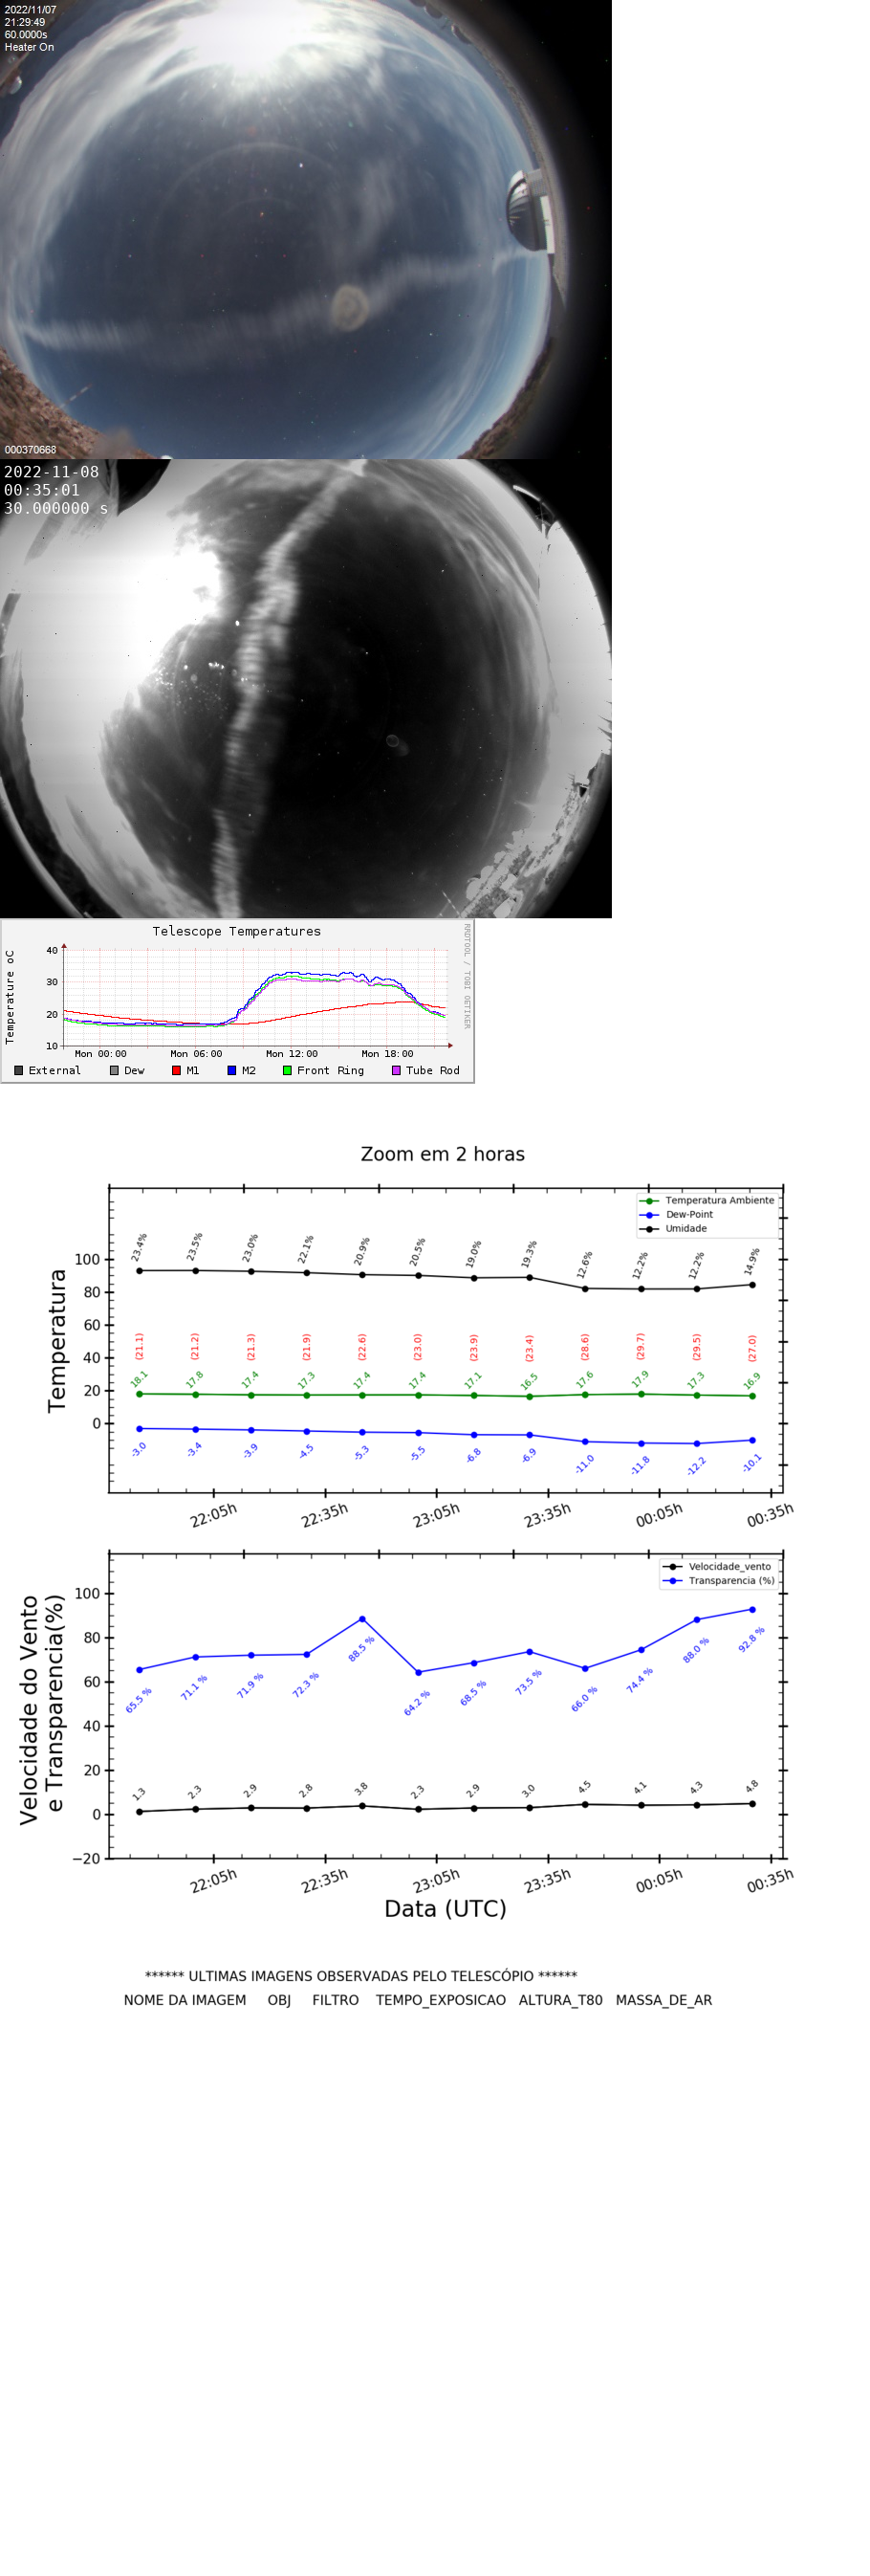 2022/11/07
21:29:49
60.0000s
Heater On
000370668
2022-11-08
00:35:01
30.000000 s
Telescope Temperatures
RRDTOOL / TOBI OETIKER
Temperature oC
40
30
20
10
Mon 00:00 Mon 06:00 Mon 12:00 Mon 18:00
External Dew M1 M2 Front Ring Tube Rod
Zoom em 2 horas
Temperatura
Temperatura Ambiente
Dew-Point
Umidade
100
80
60
40
20
0
23.4% 23.5% 23.0% 22.1% 20.9% 20.5% 19.0% 19.3% 12.6% 12.2% 12.2% 14.9%
(21.1) (21.2) (21.3) (21.9) (22.6) (23.0) (23.9) (23.4) (28.6) (29.7) (29.5) (27.0)
18.1 17.8 17.4 17.3 17.4 17.4 17.1 16.5 17.6 17.9 17.3 16.9
-3.0 -3.4 -3.9 -4.5 -5.3 -5.5 -6.8 -6.9 -11.0 -11.8 -12.2 -10.1
22:05h 22:35h 23:05h 23:35h 00:05h 00:35h
Velocidade do Vento
e Transparencia(%)
Velocidade_vento
Transparencia (%)
100
80
60
40
20
0
−20
65.5 % 71.1 % 71.9 % 72.3 % 88.5 % 64.2 % 68.5 % 73.5 % 66.0 % 74.4 % 88.0 % 92.8 %
1.3 2.3 2.9 2.8 3.8 2.3 2.9 3.0 4.5 4.1 4.3 4.8
22:05h 22:35h 23:05h 23:35h 00:05h 00:35h
Data (UTC)
****** ULTIMAS IMAGENS OBSERVADAS PELO TELESCÓPIO ******
NOME DA IMAGEM OBJ FILTRO TEMPO_EXPOSICAO ALTURA_T80 MASSA_DE_AR